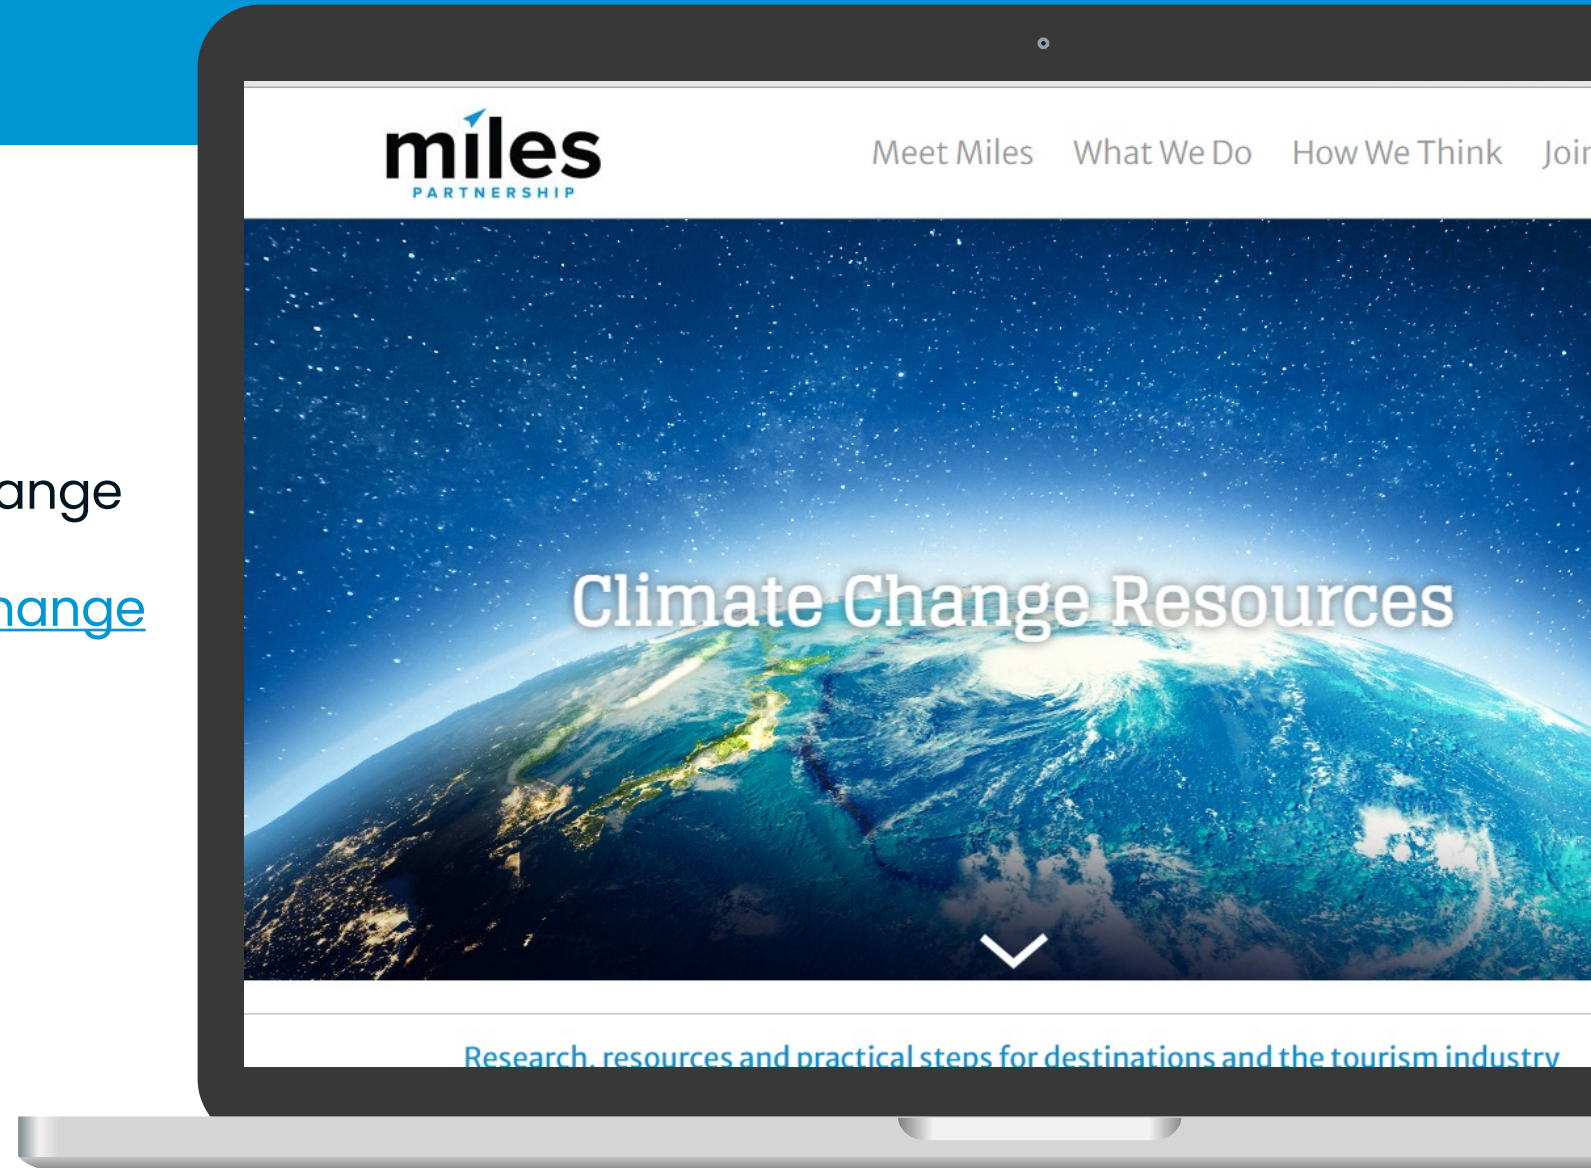 miles
PARTNERSHIP
Meet Miles What We Do How We Think Join
ange
hange
Climate Change Resources
Research, resources and practical steps for destinations and the tourism industry